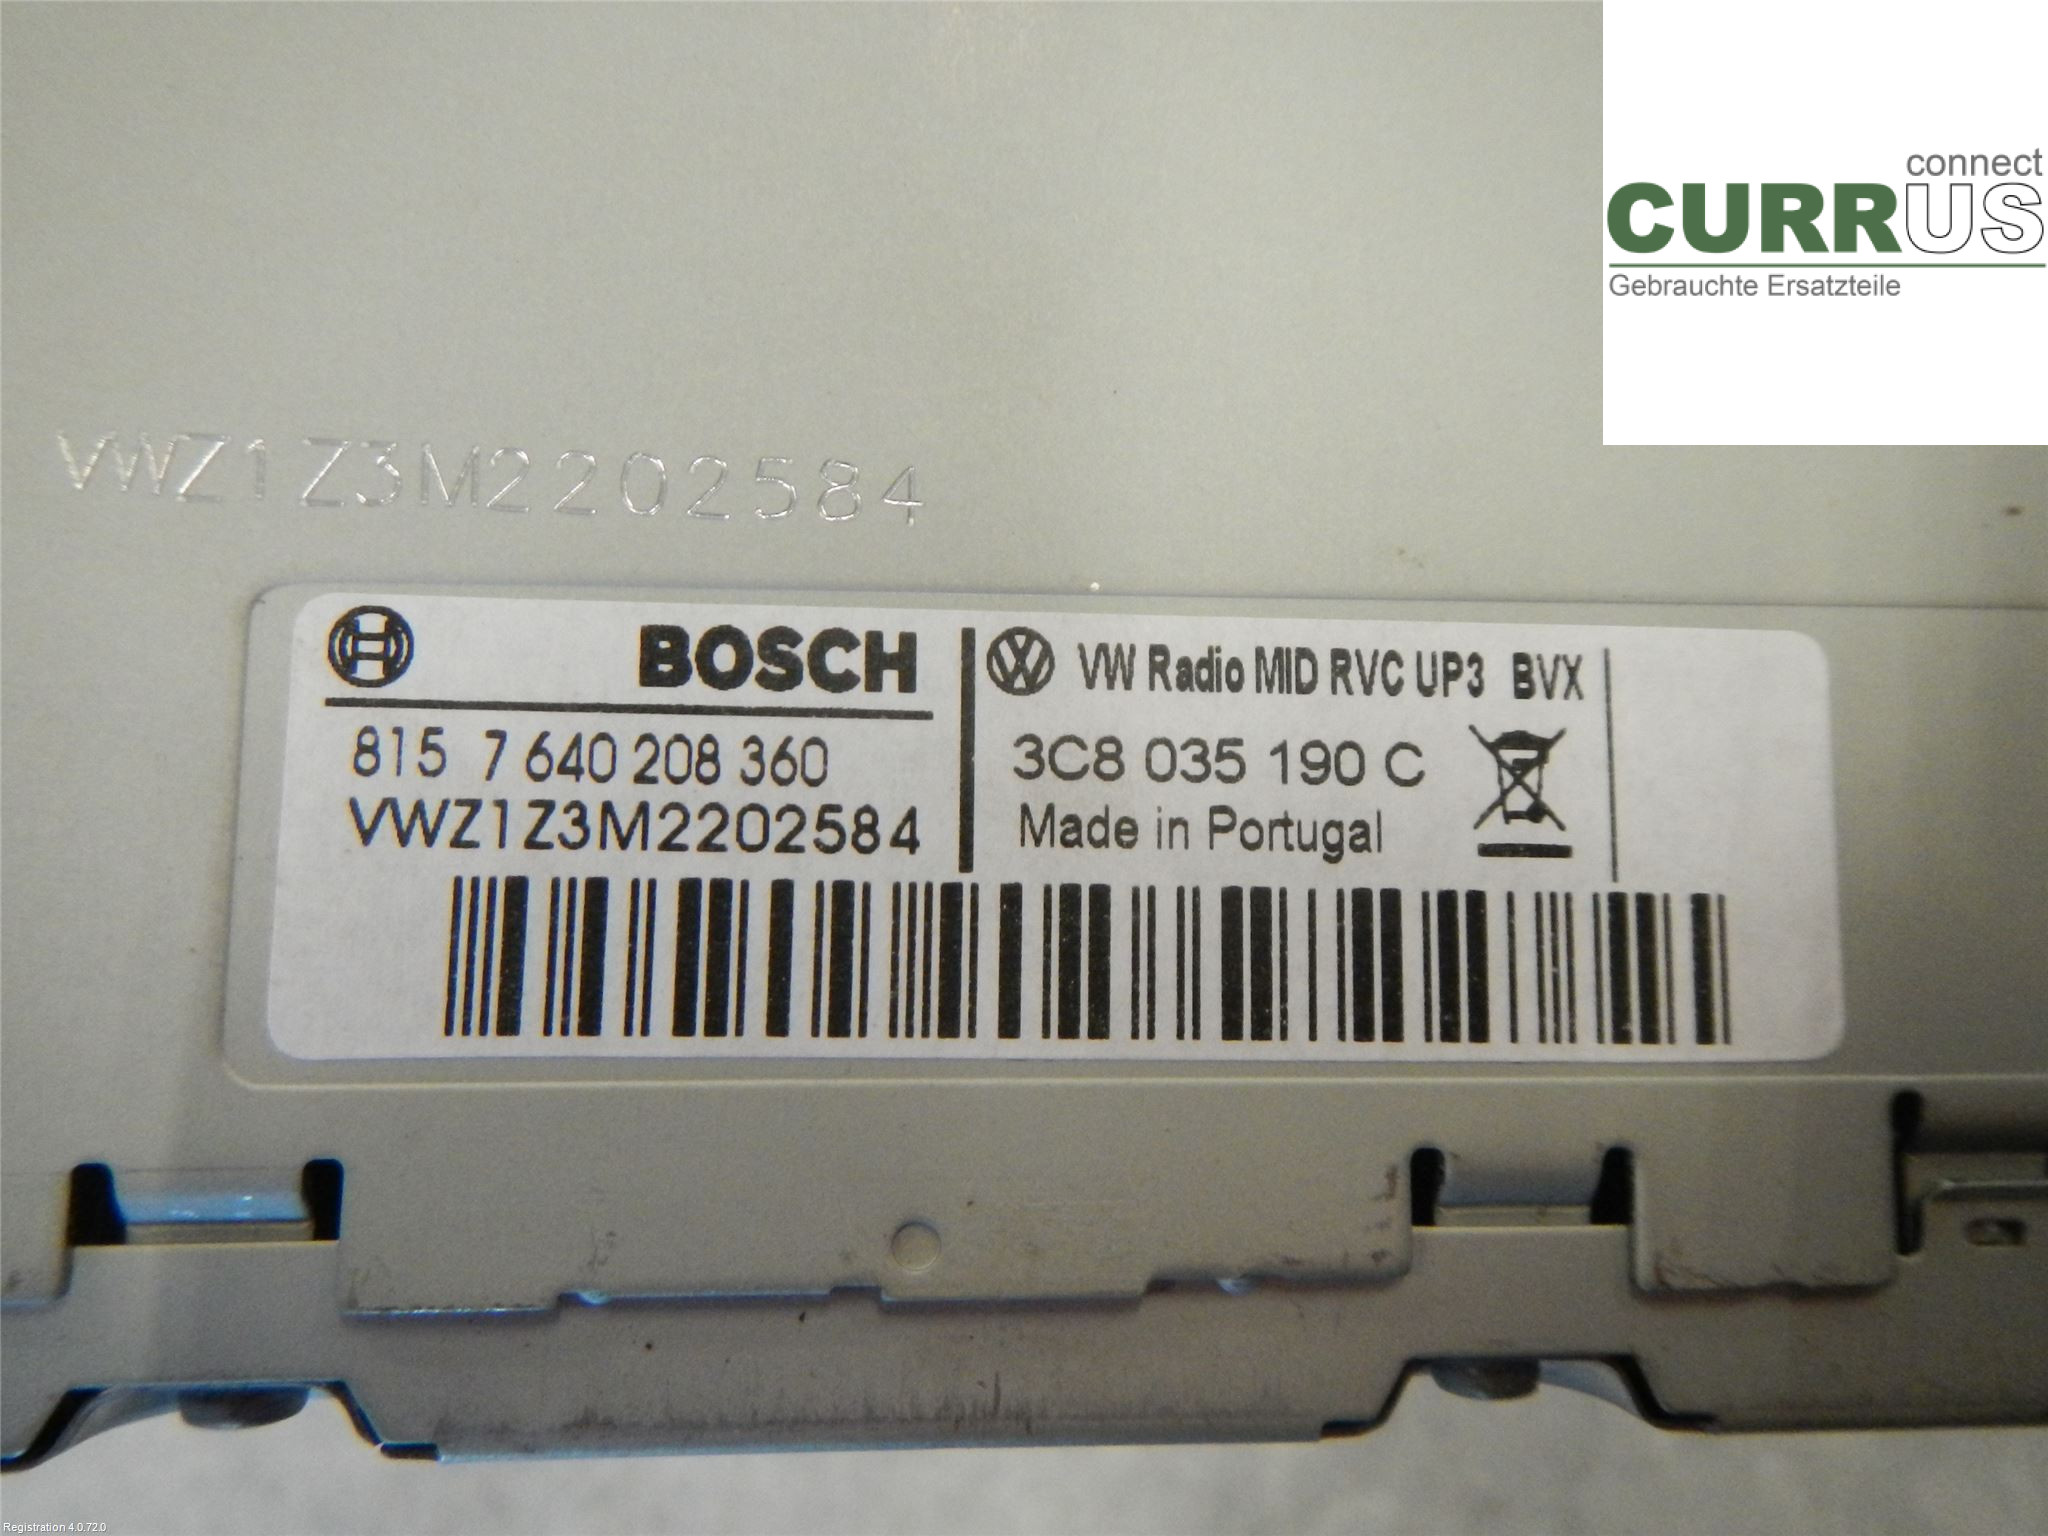 connect
CURRUS
Gebrauchte Ersatzteile
VWZ1Z3M2202584
BOSCH
VW Radio MID RVC UP3 BVX
815 7 640 208 360
3C8 035 190 C
VWZ1Z3M2202584
Made in Portugal
Registration 4.0.72.0